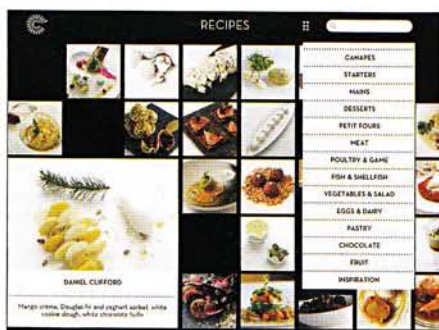 RECIPES
CANAPES
STARTERS
MAINS
DESSERTS
PETIT FOURS
MEAT
POULTRY & GAME
FISH & SHELLFISH
VEGETABLES & SALAD
EGGS & DAIRY
PASTRY
CHOCOLATE
FRUIT
INSPIRATION
DANIEL CLIFFORD
Mango crème, Douglas fir and yoghurt sorbet, white
cookie dough, white chocolate